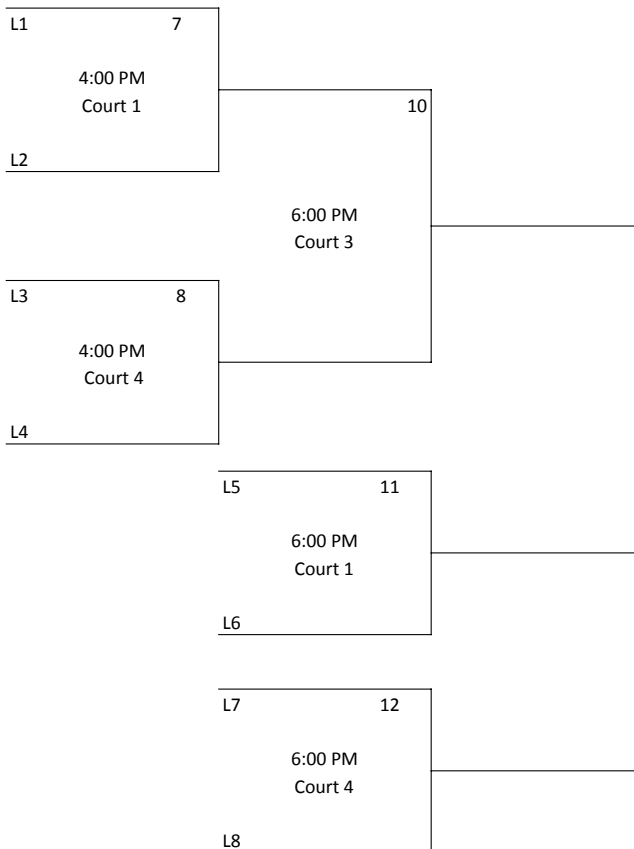 L1 7
4:00 PM
Court 1
L2
10
6:00 PM
Court 3
L3 8
4:00 PM
Court 4
L4
L5 11
6:00 PM
Court 1
L6
L7 12
6:00 PM
Court 4
L8